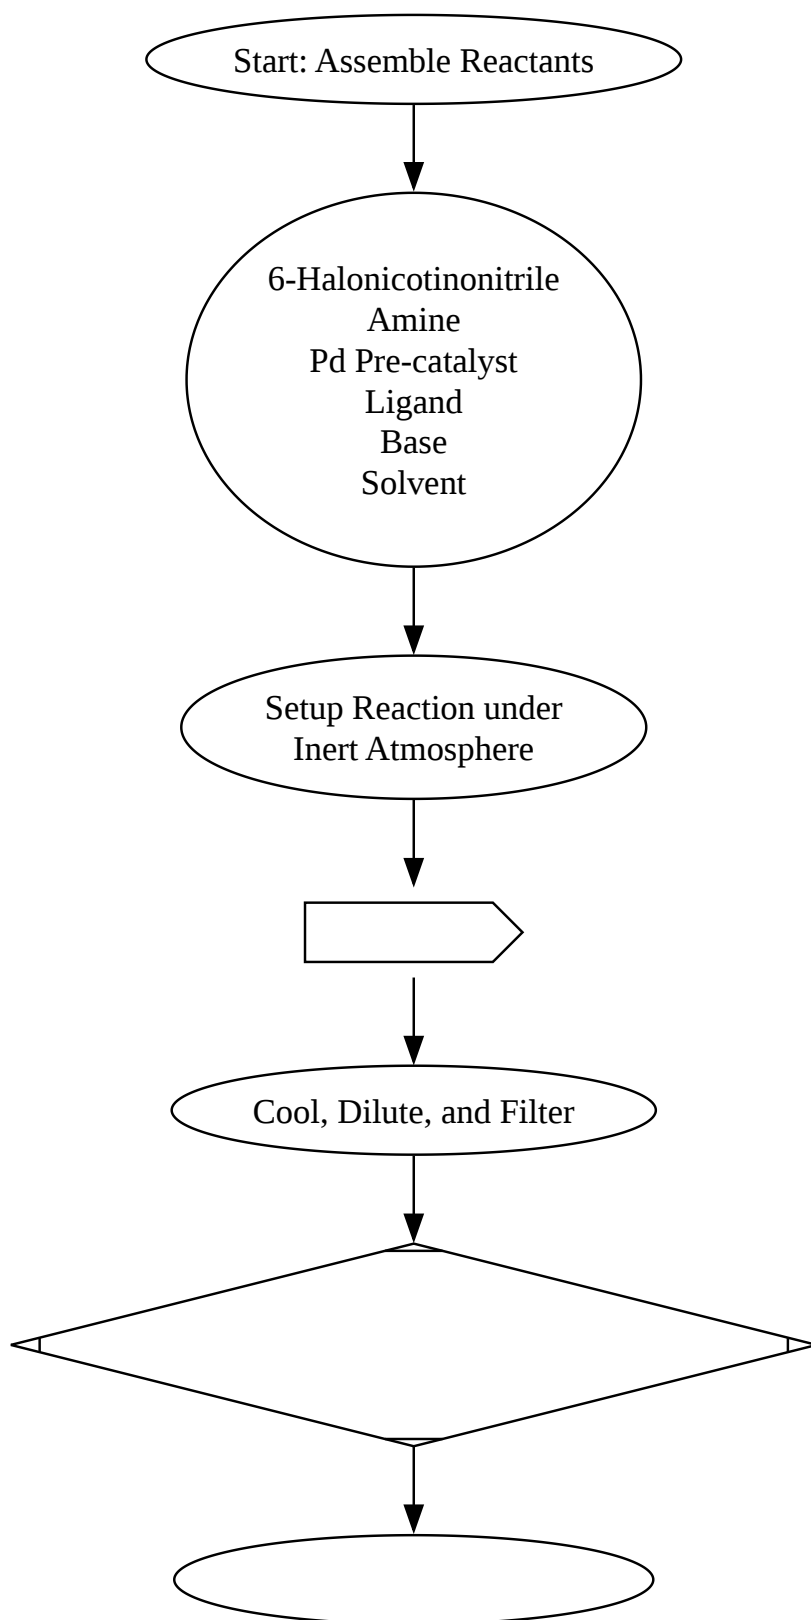 Start: Assemble Reactants
6-Halonicotinonitrile
Amine
Pd Pre-catalyst
Ligand
Base
Solvent
Setup Reaction under
Inert Atmosphere
Cool, Dilute, and Filter